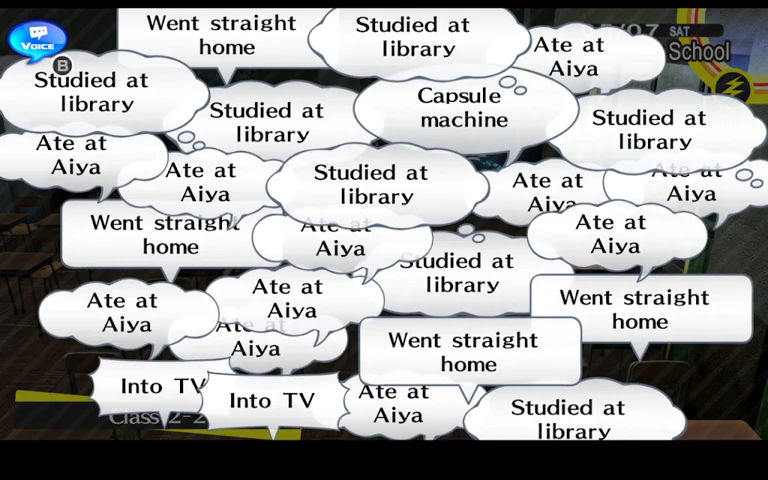 Went straight
home
Studied at
library
Ate at
Aiya
SAT
School
VOICE
B
Studied at
library
Studied at
library
Capsule
machine
Studied at
library
Ate at
Aiya
Ate at
Aiya
Studied at
library
Ate at
Aiya
Ate at
Aiya
Went straight
home
Ate at
Aiya
Ate at
Aiya
Studied at
library
Ate at
Aiya
Ate at
Aiya
Went straight
home
Ate at
Aiya
Went straight
home
Into TV
Into TV
Ate at
Aiya
Studied at
library
Class 2-2